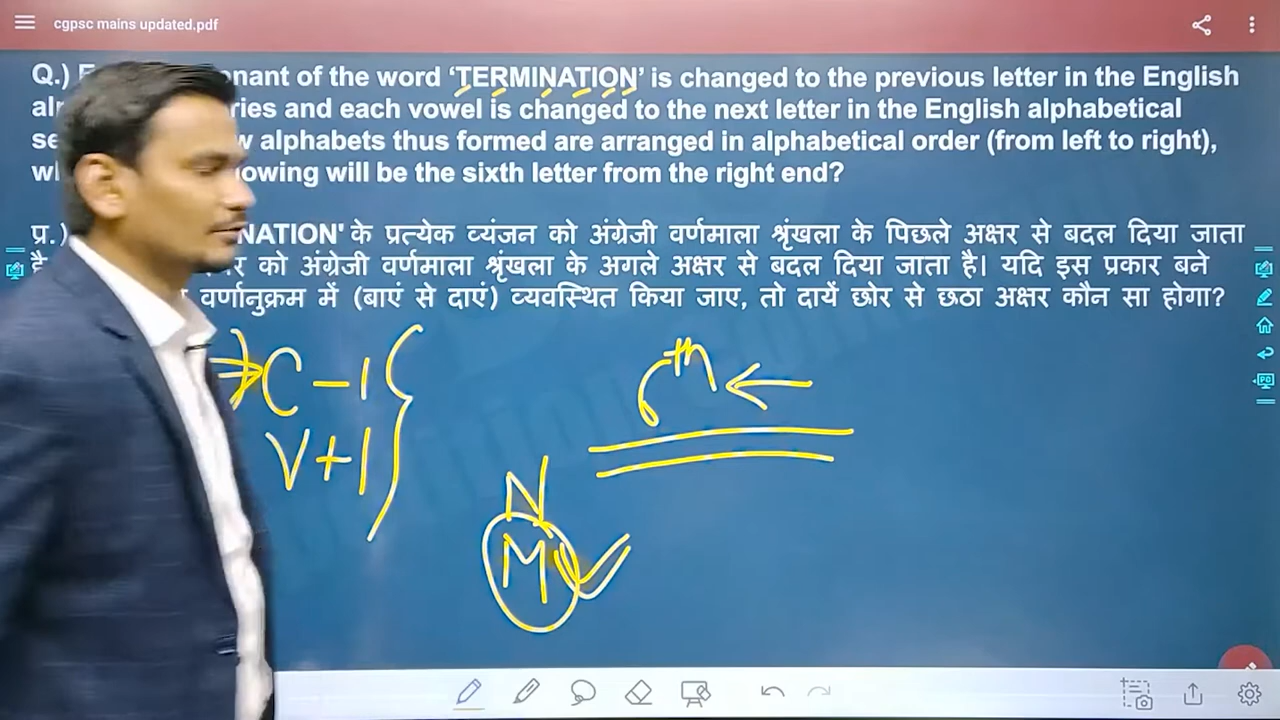 cgpsc mains updated.pdf
Q.) nant of the word ‘TERMINATION’ is changed to the previous letter in the English
ries and each vowel is changed to the next letter in the English alphabetical
alphabets thus formed are arranged in alphabetical order (from left to right),
owing will be the sixth letter from the right end?
प्र.) NATION' के प्रत्येक व्यंजन को अंग्रेजी वर्णमाला श्रृंखला के पिछले अक्षर से बदल दिया जाता
को अंग्रेजी वर्णमाला श्रृंखला के अगले अक्षर से बदल दिया जाता है। यदि इस प्रकार बने
वर्णानुक्रम में (बाएं से दाएं) व्यवस्थित किया जाए, तो दायें छोर से छठा अक्षर कौन सा होगा?
C - 1
V + 1
6th ←
N
M